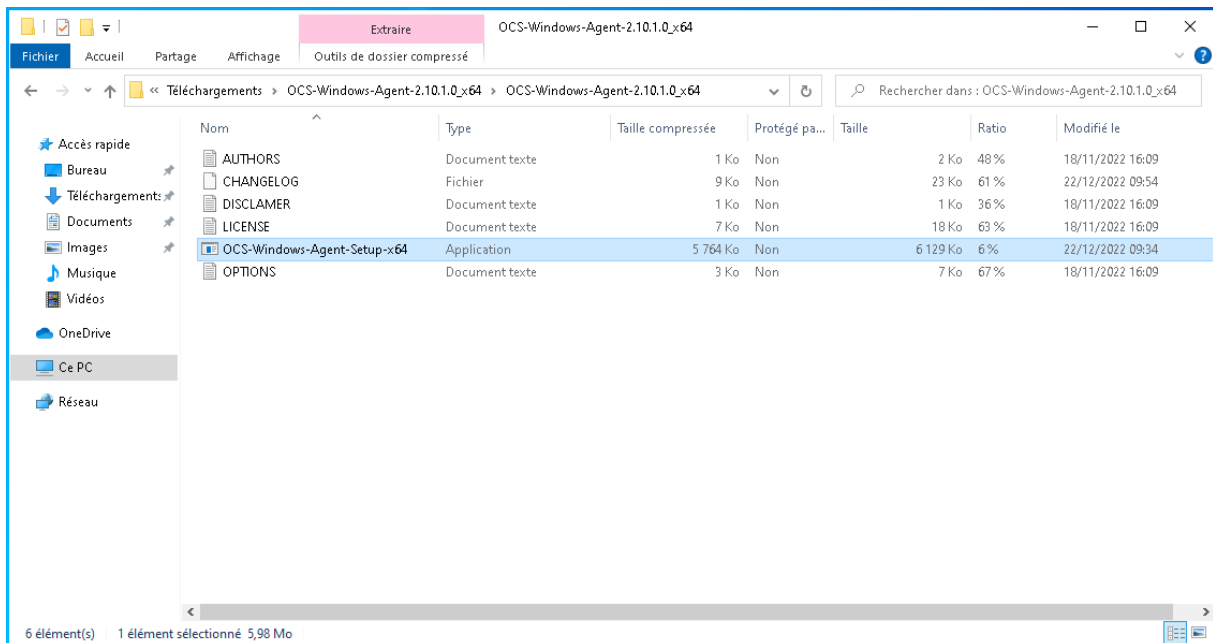 Extraire OCS-Windows-Agent-2.10.1.0_x64
Fichier Accueil Partage Affichage Outils de dossier compressé
« Téléchargements › OCS-Windows-Agent-2.10.1.0_x64 › OCS-Windows-Agent-2.10.1.0_x64 Rechercher dans : OCS-Windows-Agent-2.10.1.0_x64
Accès rapide
Bureau
Téléchargements
Documents
Images
Musique
Vidéos
OneDrive
Ce PC
Réseau
Nom Type Taille compressée Protégé pa... Taille Ratio Modifié le
AUTHORS Document texte 1 Ko Non 2 Ko 48 % 18/11/2022 16:09
CHANGELOG Fichier 9 Ko Non 23 Ko 61 % 22/12/2022 09:54
DISCLAMER Document texte 1 Ko Non 1 Ko 36 % 18/11/2022 16:09
LICENSE Document texte 7 Ko Non 18 Ko 63 % 18/11/2022 16:09
OCS-Windows-Agent-Setup-x64 Application 5 764 Ko Non 6 129 Ko 6 % 22/12/2022 09:34
OPTIONS Document texte 3 Ko Non 7 Ko 67 % 18/11/2022 16:09
6 élément(s) 1 élément sélectionné 5,98 Mo